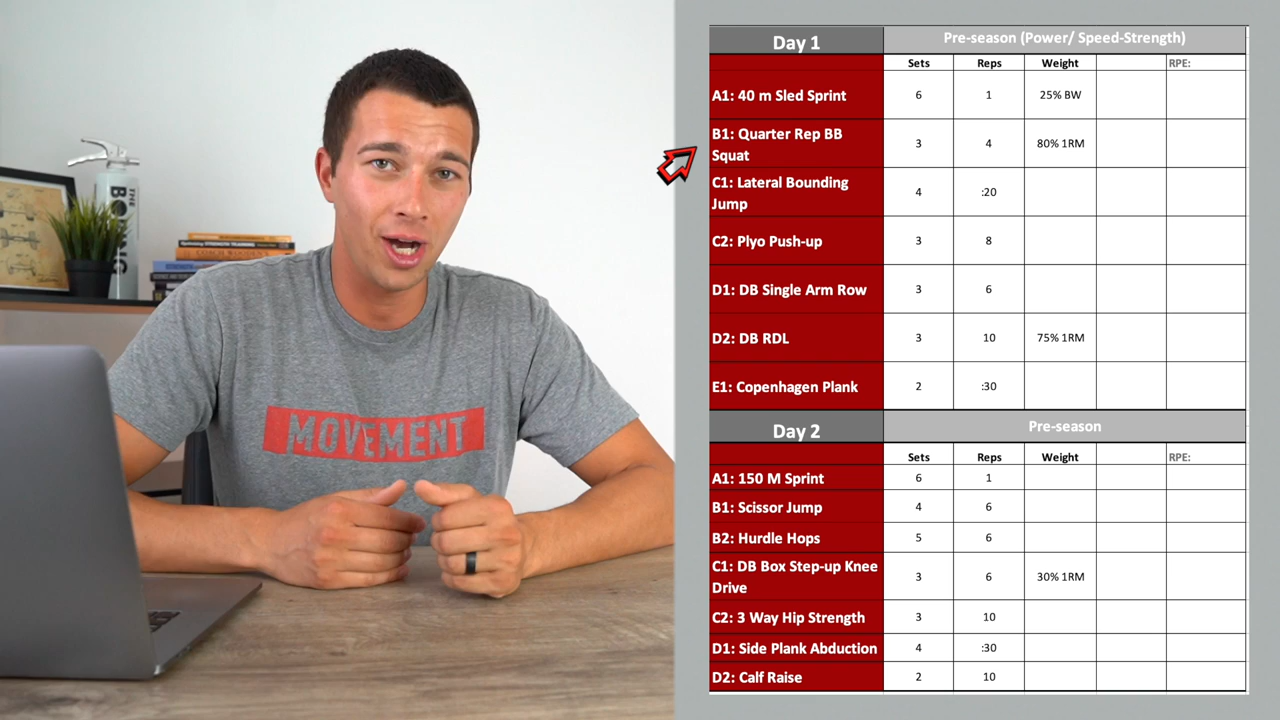 THE
BO
NING
COACH WOODEN
MOVEMENT
Day 1
Pre-season (Power/ Speed-Strength)
Sets Reps Weight RPE:
A1: 40 m Sled Sprint 6 1 25% BW
B1: Quarter Rep BB
Squat 3 4 80% 1RM
C1: Lateral Bounding
Jump 4 :20
C2: Plyo Push-up 3 8
D1: DB Single Arm Row 3 6
D2: DB RDL 3 10 75% 1RM
E1: Copenhagen Plank 2 :30
Day 2
Pre-season
Sets Reps Weight RPE:
A1: 150 M Sprint 6 1
B1: Scissor Jump 4 6
B2: Hurdle Hops 5 6
C1: DB Box Step-up Knee
Drive 3 6 30% 1RM
C2: 3 Way Hip Strength 3 10
D1: Side Plank Abduction 4 :30
D2: Calf Raise 2 10